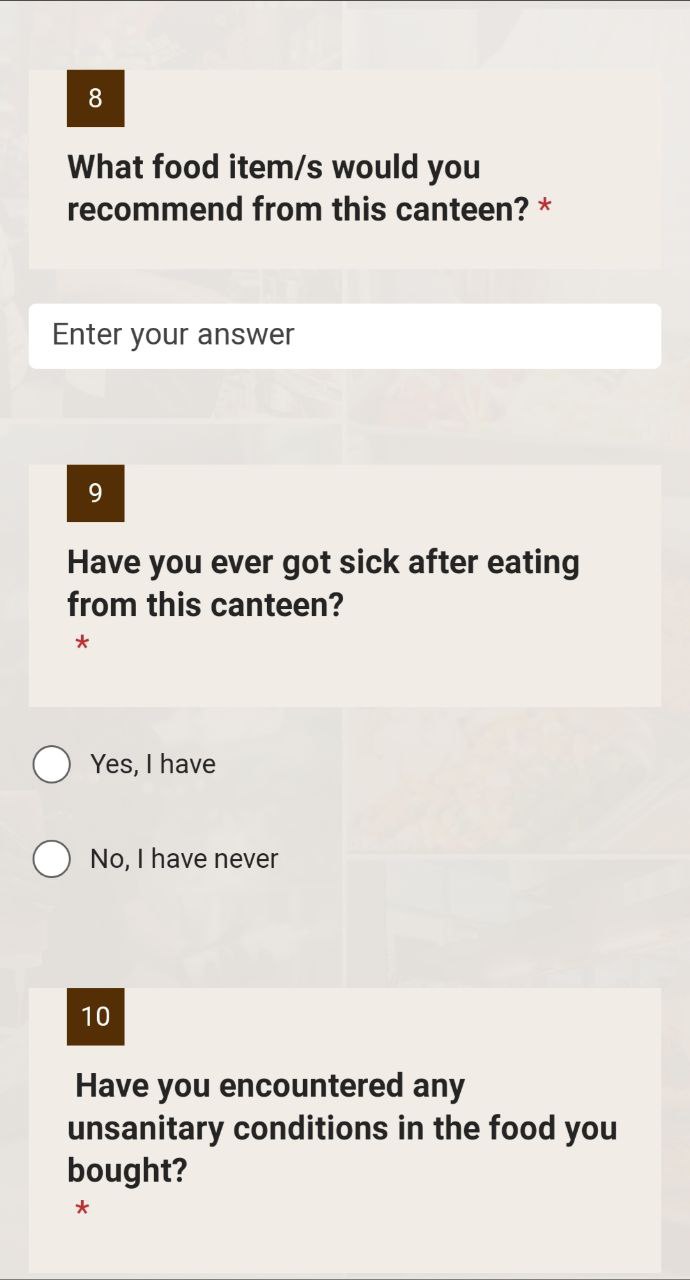 8
What food item/s would you
recommend from this canteen? *
Enter your answer
9
Have you ever got sick after eating
from this canteen?
*
Yes, I have
No, I have never
10
Have you encountered any
unsanitary conditions in the food you
bought?
*